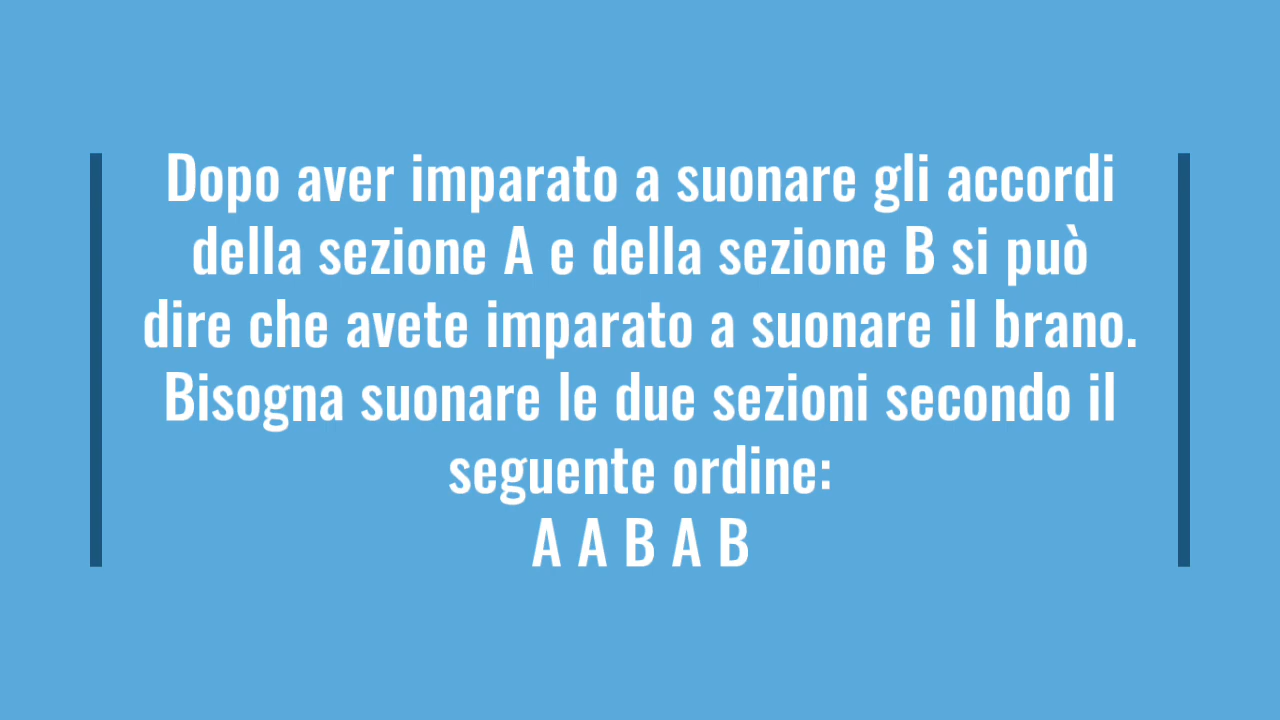 Dopo aver imparato a suonare gli accordi
della sezione A e della sezione B si può
dire che avete imparato a suonare il brano.
Bisogna suonare le due sezioni secondo il
seguente ordine:
A A B A B